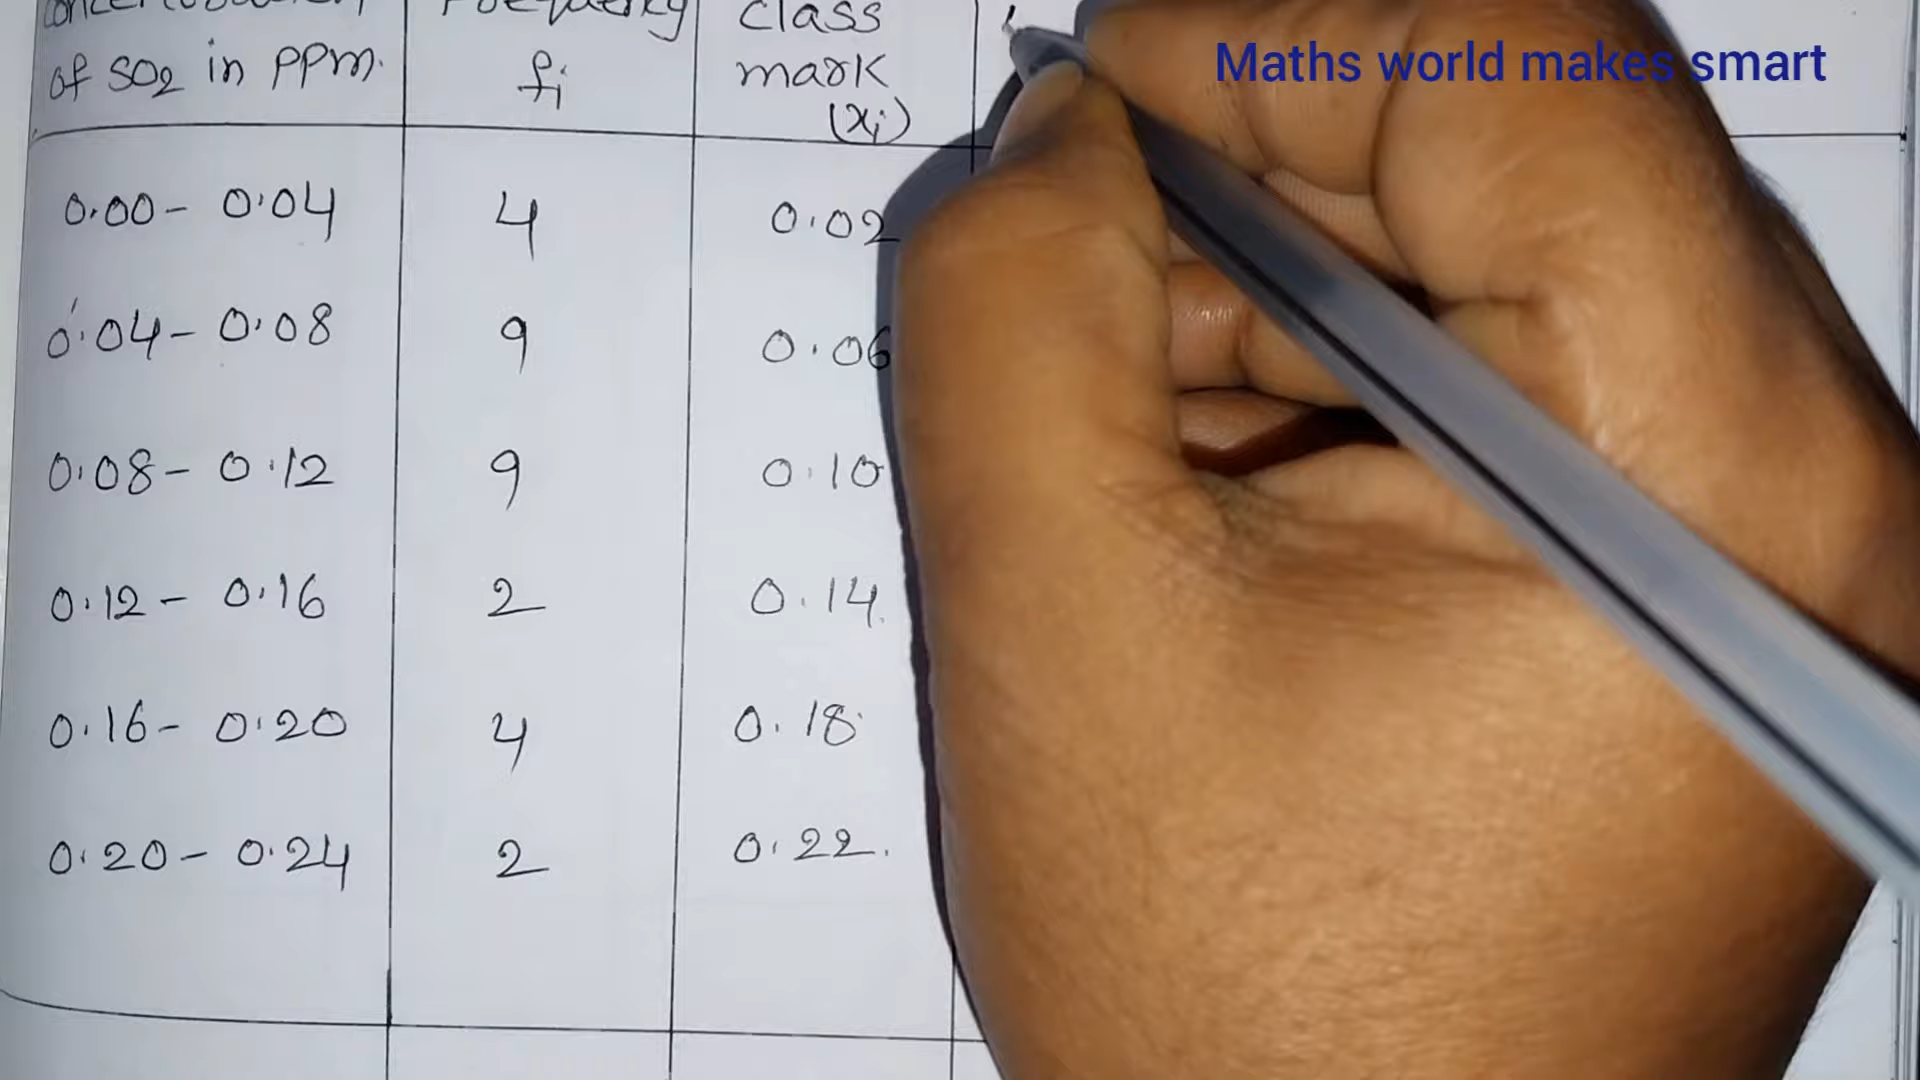 of SO2 in PPM.
fi
class
mark
(xi)
Maths world makes smart
0.00 - 0.04 4 0.02
0.04 - 0.08 9 0.06
0.08 - 0.12 9 0.10
0.12 - 0.16 2 0.14
0.16 - 0.20 4 0.18
0.20 - 0.24 2 0.22